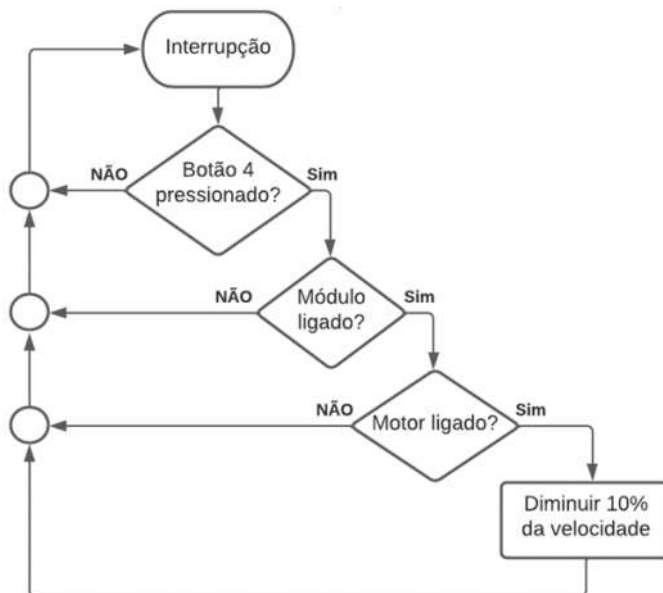 Interrupção
NÃO
Botão 4
pressionado?
Sim
NÃO
Módulo
ligado?
Sim
NÃO
Motor ligado?
Sim
Diminuir 10%
da velocidade